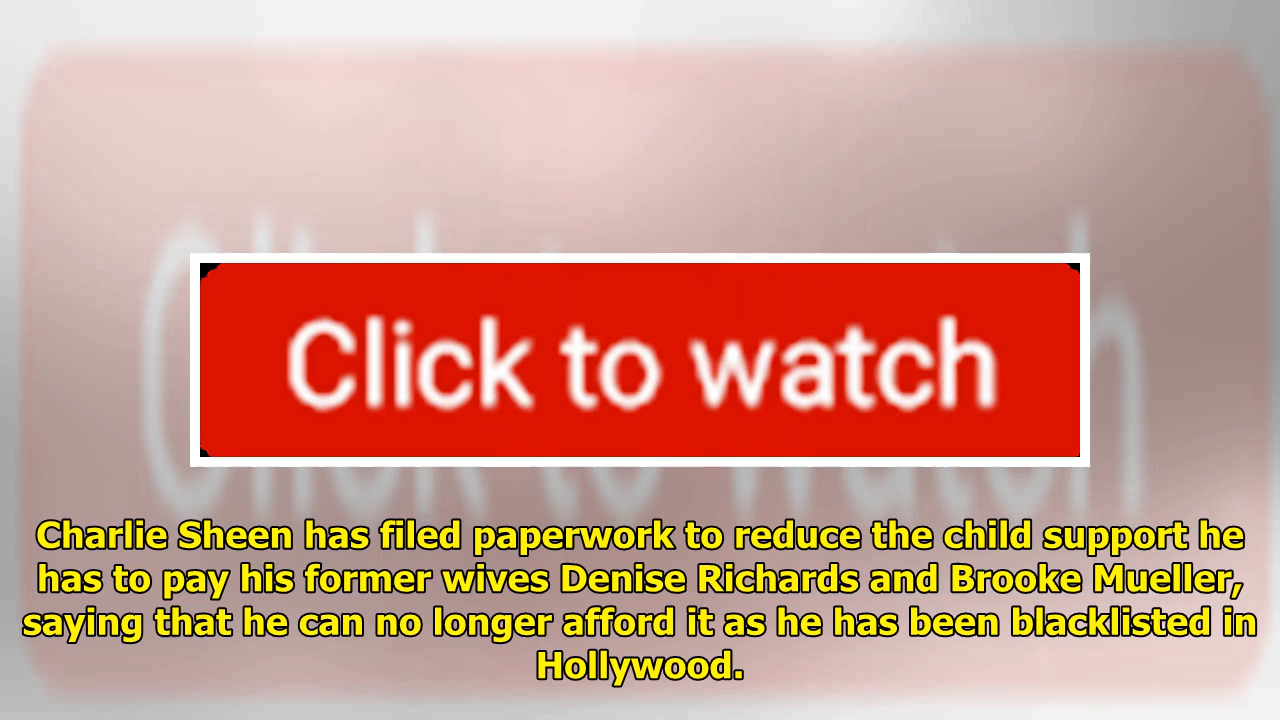 Click to watch
Charlie Sheen has filed paperwork to reduce the child support he
has to pay his former wives Denise Richards and Brooke Mueller,
saying that he can no longer afford it as he has been blacklisted in
Hollywood.